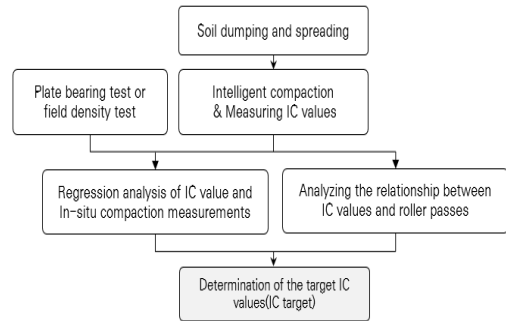 Soil dumping and spreading
Plate bearing test or
field density test
Intelligent compaction
& Measuring IC values
Regression analysis of IC value and
In-situ compaction measurements
Analyzing the relationship between
IC values and roller passes
Determination of the target IC
values(IC target)